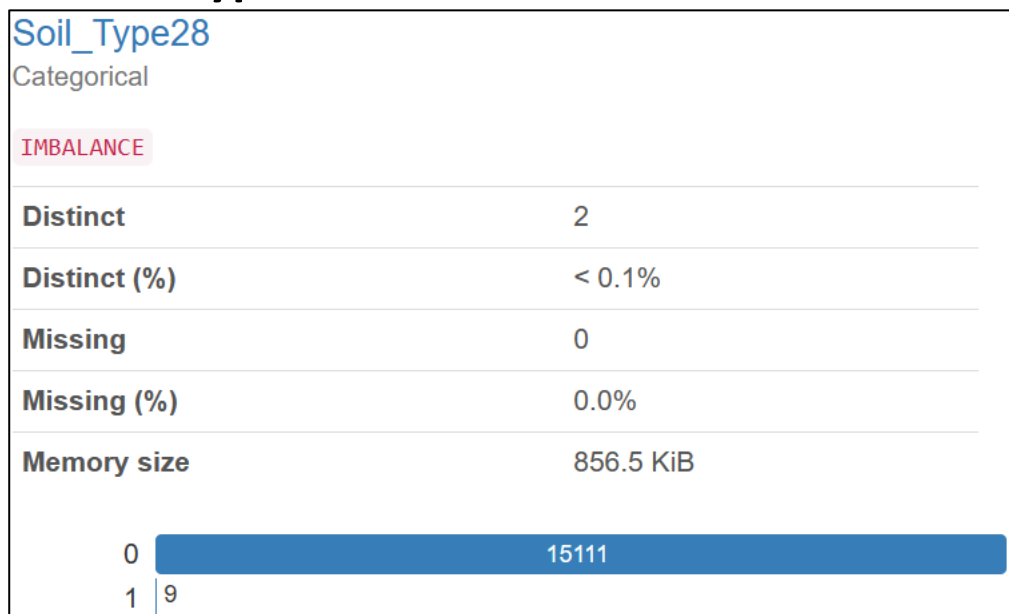 Soil_Type28
Categorical
IMBALANCE
Distinct 2
Distinct (%) < 0.1%
Missing 0
Missing (%) 0.0%
Memory size 856.5 KiB
0 15111
1 9